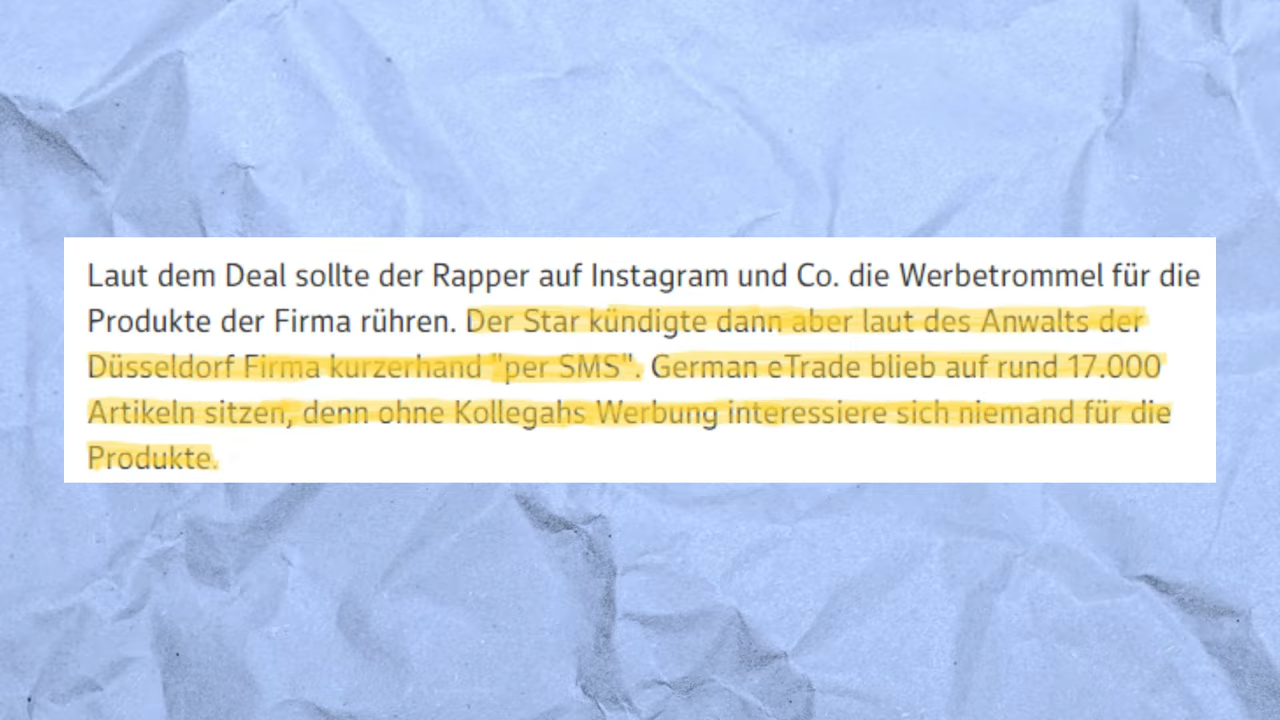 Laut dem Deal sollte der Rapper auf Instagram und Co. die Werbetrommel für die
Produkte der Firma rühren. Der Star kündigte dann aber laut des Anwalts der
Düsseldorf Firma kurzerhand "per SMS". German eTrade blieb auf rund 17.000
Artikeln sitzen, denn ohne Kollegahs Werbung interessiere sich niemand für die
Produkte.